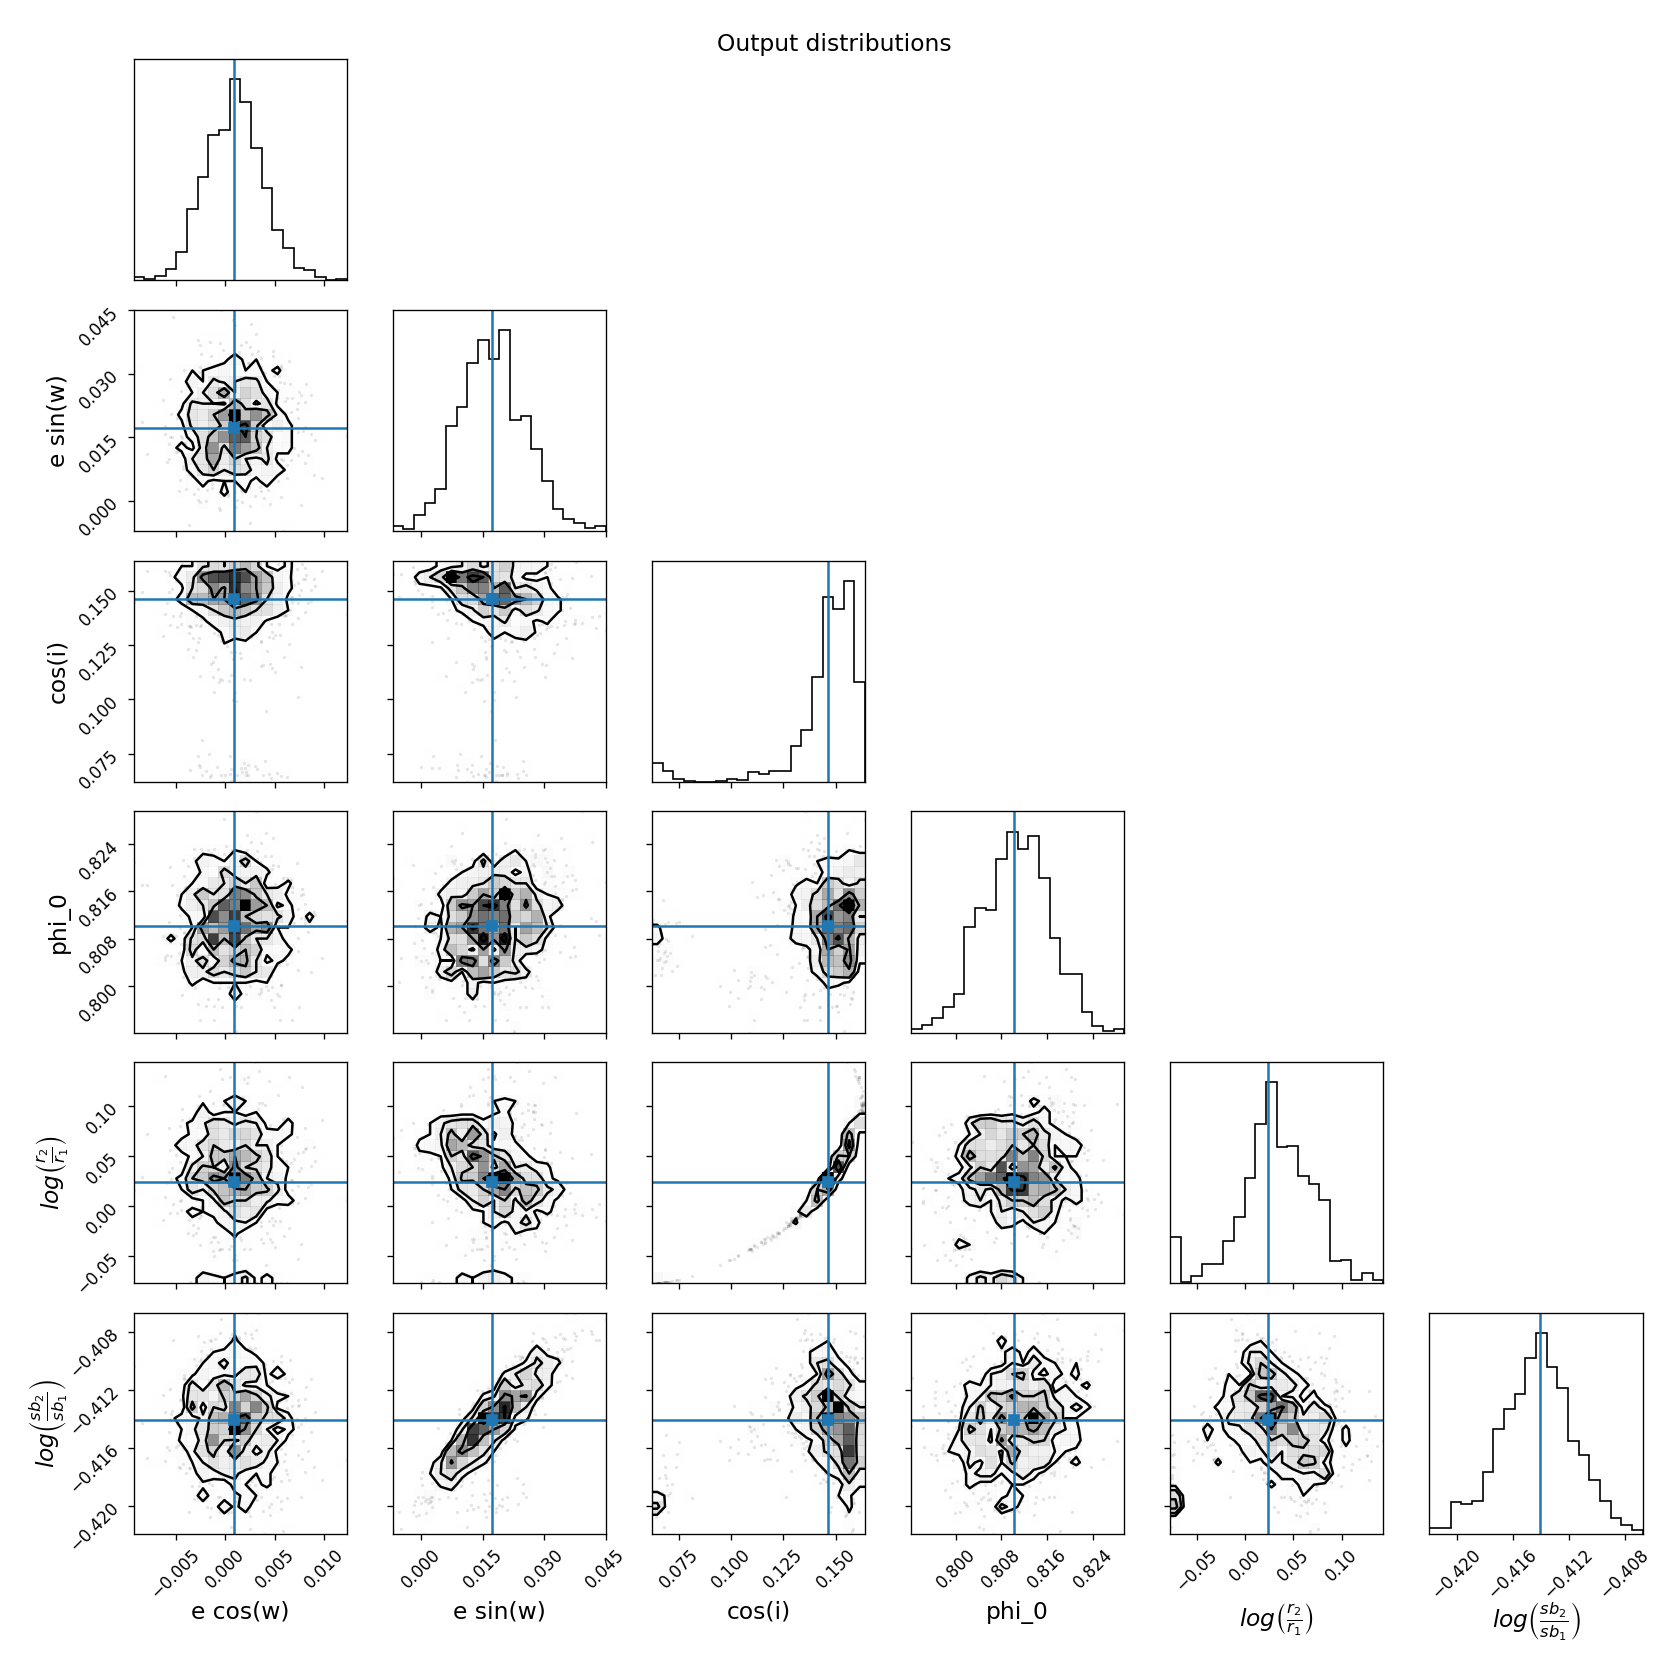 Output distributions
0.045
0.030
0.015
0.000
e sin(w)
0.150
0.125
0.100
0.075
cos(i)
0.824
0.816
0.808
0.800
phi_0
0.10
0.05
0.00
−0.05
log(r2/r1)
−0.408
−0.412
−0.416
−0.420
log(sb2/sb1)
−0.005 0.000 0.005 0.010
0.000 0.015 0.030 0.045
0.075 0.100 0.125 0.150
0.800 0.808 0.816 0.824
−0.05 0.00 0.05 0.10
−0.420 −0.416 −0.412 −0.408
e cos(w) e sin(w) cos(i) phi_0 log(r2/r1) log(sb2/sb1)